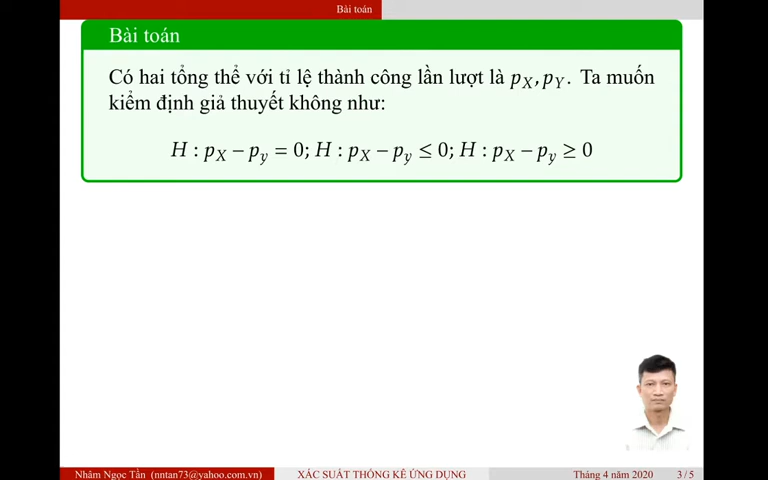 Bài toán
Bài toán
Có hai tổng thể với tỉ lệ thành công lần lượt là p_X, p_Y. Ta muốn
kiểm định giả thuyết không như:
H : p_X − p_y = 0; H : p_X − p_y ≤ 0; H : p_X − p_y ≥ 0
Nhâm Ngọc Tần (nntan73@yahoo.com.vn) XÁC SUẤT THỐNG KÊ ỨNG DỤNG Tháng 4 năm 2020 3 / 5